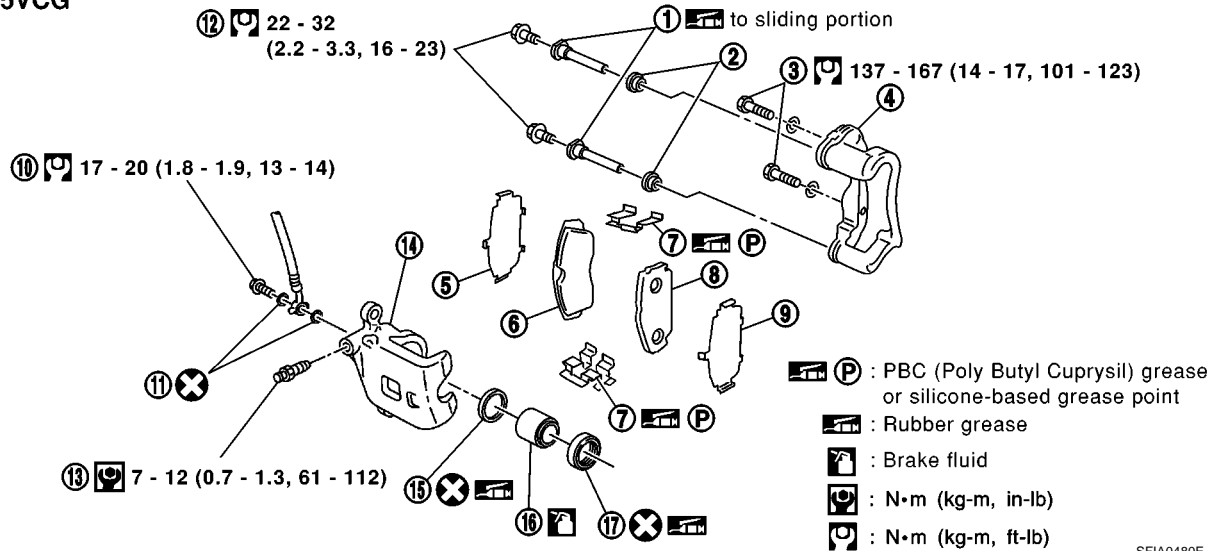 5VCG
⑫ 22 - 32
(2.2 - 3.3, 16 - 23)
① to sliding portion
②
③ 137 - 167 (14 - 17, 101 - 123)
④
⑩ 17 - 20 (1.8 - 1.9, 13 - 14)
⑭
⑤
⑥
⑦ P
⑧
⑨
⑪
⑦ P
⑬ 7 - 12 (0.7 - 1.3, 61 - 112)
⑮
⑯
⑰
P : PBC (Poly Butyl Cuprysil) grease
or silicone-based grease point
: Rubber grease
: Brake fluid
: N•m (kg-m, in-lb)
: N•m (kg-m, ft-lb)